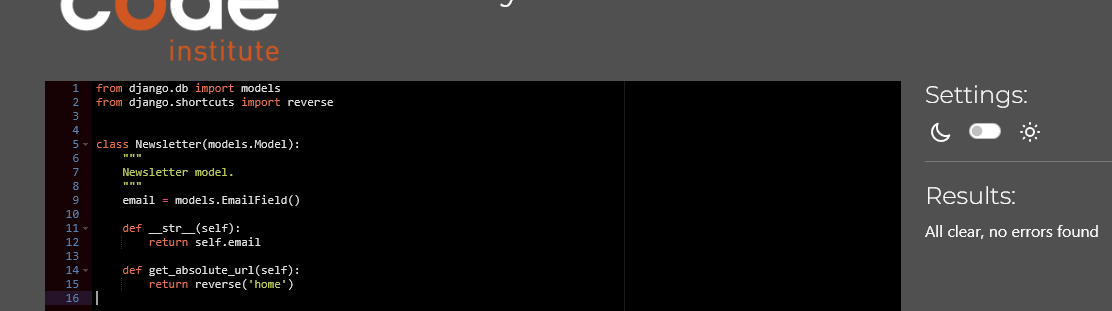 code
institute
1 from django.db import models
2 from django.shortcuts import reverse
3
4
5 class Newsletter(models.Model):
6     """
7     Newsletter model.
8     """
9     email = models.EmailField()
10
11     def __str__(self):
12         return self.email
13
14     def get_absolute_url(self):
15         return reverse('home')
16
Settings:
Results:
All clear, no errors found